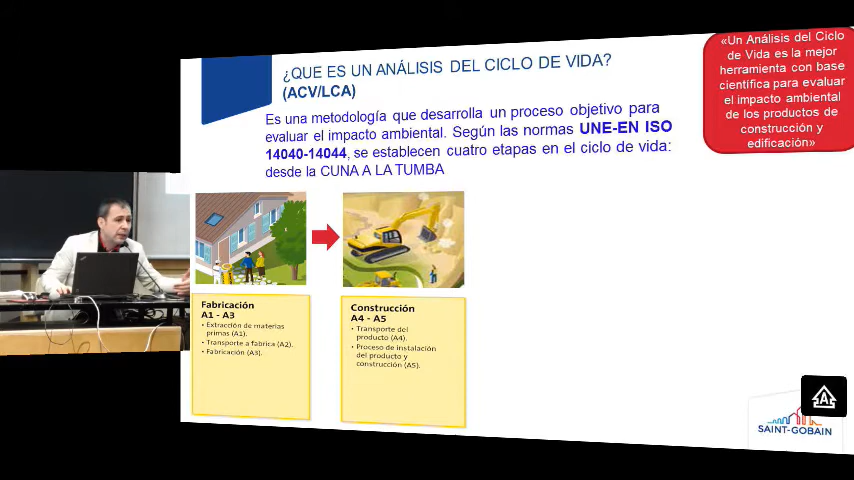 ¿QUE ES UN ANÁLISIS DEL CICLO DE VIDA?
(ACV/LCA)
Es una metodología que desarrolla un proceso objetivo para
evaluar el impacto ambiental. Según las normas UNE-EN ISO
14040-14044, se establecen cuatro etapas en el ciclo de vida:
desde la CUNA A LA TUMBA
«Un Análisis del Ciclo
de Vida es la mejor
herramienta con base
científica para evaluar
el impacto ambiental
de los productos de
construcción y
edificación»
Fabricación
A1 - A3
• Extracción de materias
primas (A1).
• Transporte a fabrica (A2).
• Fabricación (A3).
Construcción
A4 - A5
• Transporte del
producto (A4).
• Proceso de instalación
del producto y
construcción (A5).
A
SAINT-GOBAIN